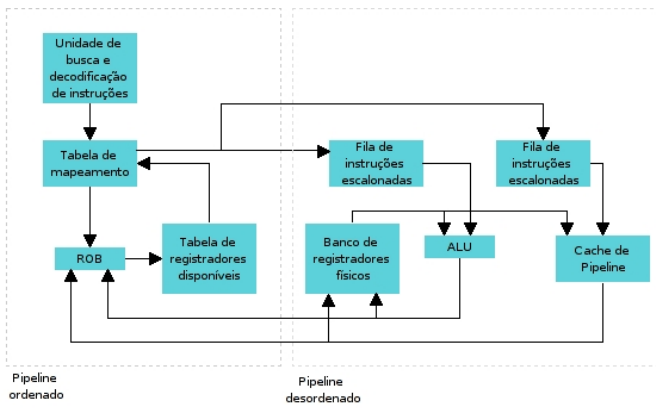 Unidade de
busca e
decodificação
de instruções
Tabela de
mapeamento
ROB
Tabela de
registradores
disponíveis
Fila de
instruções
escalonadas
Fila de
instruções
escalonadas
Banco de
registradores
físicos
ALU
Cache de
Pipeline
Pipeline
ordenado
Pipeline
desordenado